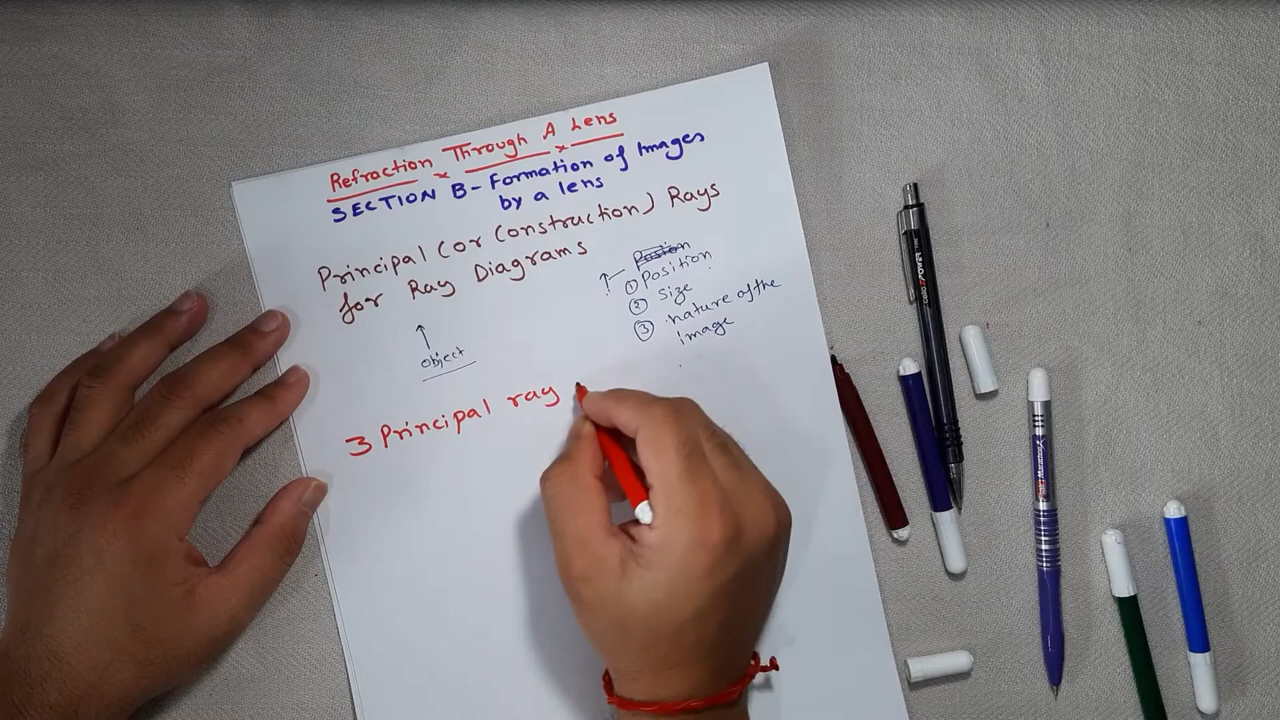 Refraction Through A Lens
SECTION B - Formation of Images
by a lens
Principal (or Construction) Rays
for Ray Diagrams
Position
① Position
② Size
③ nature of the
image
object
3 Principal ray